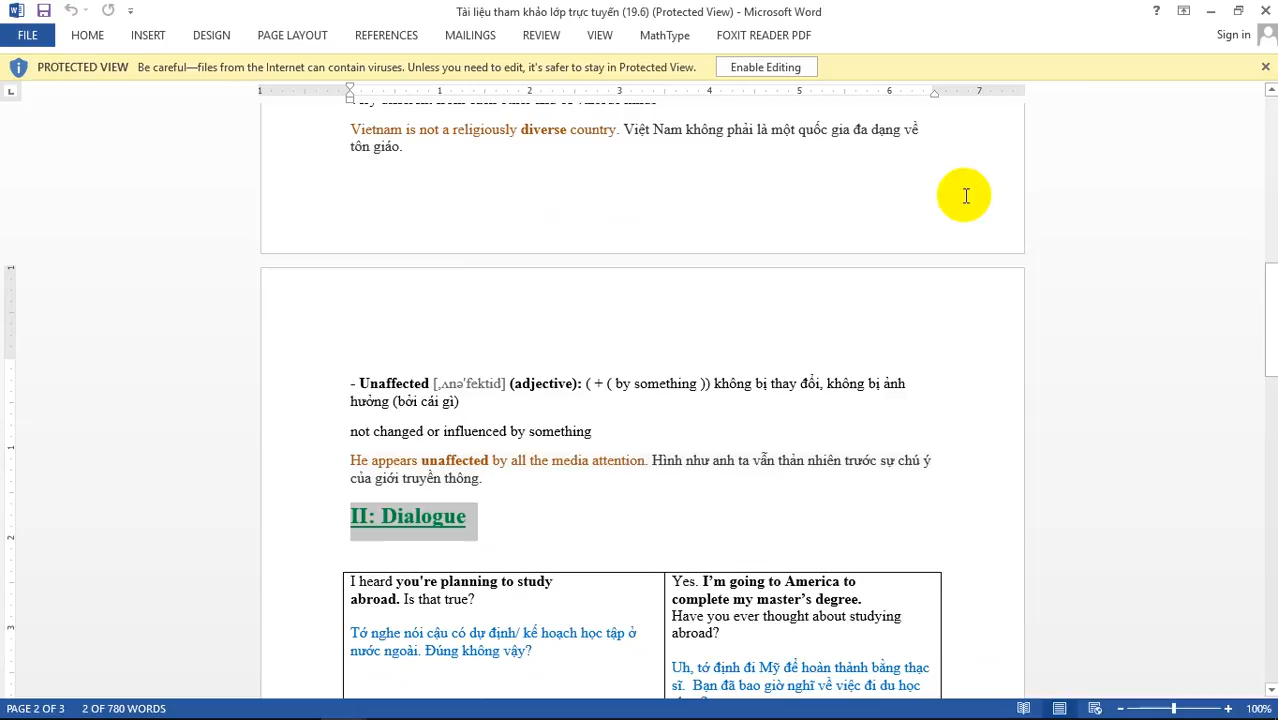 Tài liệu tham khảo lớp trực tuyến (19.6) (Protected View) - Microsoft Word
FILE HOME INSERT DESIGN PAGE LAYOUT REFERENCES MAILINGS REVIEW VIEW MathType FOXIT READER PDF Sign in
PROTECTED VIEW Be careful—files from the Internet can contain viruses. Unless you need to edit, it's safer to stay in Protected View. Enable Editing
1 1 2 3 4 5 6 7
Vietnam is not a religiously diverse country. Việt Nam không phải là một quốc gia đa dạng về
tôn giáo.
- Unaffected [,ʌnə'fektid] (adjective): ( + ( by something )) không bị thay đổi, không bị ảnh
hưởng (bởi cái gì)
not changed or influenced by something
He appears unaffected by all the media attention. Hình như anh ta vẫn thản nhiên trước sự chú ý
của giới truyền thông.
II: Dialogue
I heard you're planning to study
abroad. Is that true?
Tớ nghe nói cậu có dự định/ kế hoạch học tập ở
nước ngoài. Đúng không vậy?
Yes. I'm going to America to
complete my master's degree.
Have you ever thought about studying
abroad?
Uh, tớ định đi Mỹ để hoàn thành bằng thạc
sĩ. Bạn đã bao giờ nghĩ về việc đi du học
PAGE 2 OF 3 2 OF 780 WORDS 100%